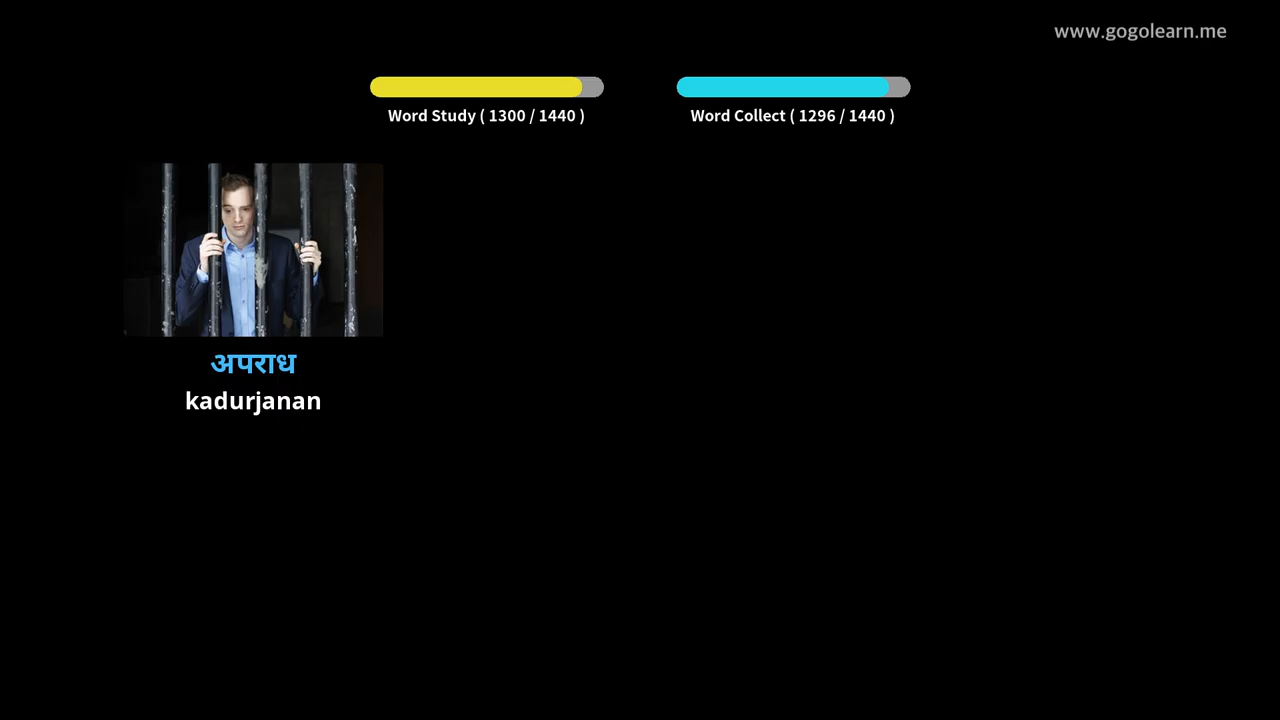 www.gogolearn.me
Word Study ( 1300 / 1440 )
Word Collect ( 1296 / 1440 )
अपराध
kadurjanan